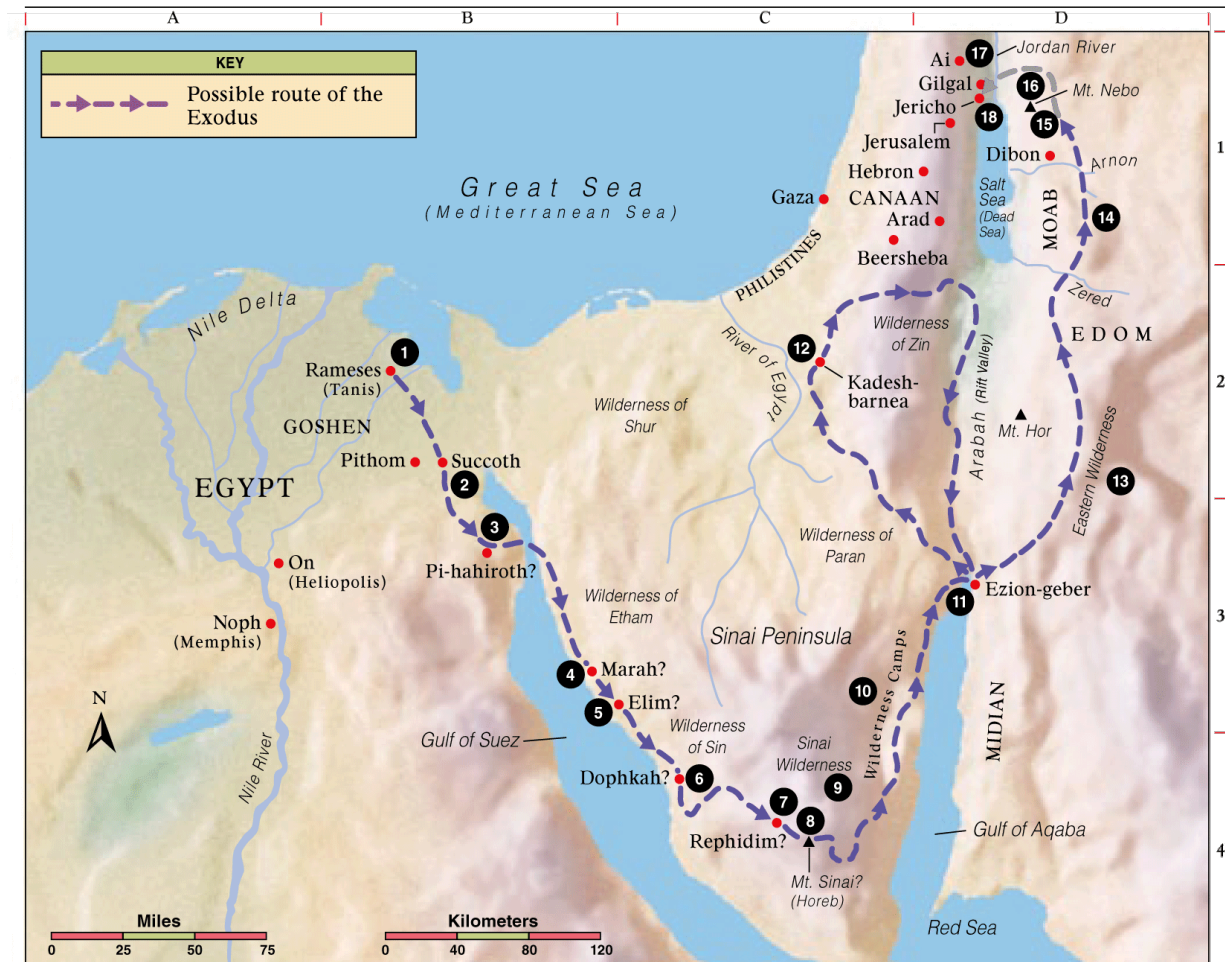 A
B
C
D
KEY
Possible route of the
Exodus
Great Sea
(Mediterranean Sea)
Ai
17
Jordan River
Gilgal
16
Mt. Nebo
Jericho
18
15
Jerusalem
Dibon
Arnon
1
Hebron
Gaza
CANAAN
Salt
Sea
(Dead
Sea)
MOAB
14
Arad
Beersheba
PHILISTINES
Zered
EDOM
Nile Delta
1
Rameses
(Tanis)
GOSHEN
Pithom
Succoth
2
EGYPT
3
Pi-hahiroth?
On
(Heliopolis)
Noph
(Memphis)
Wilderness of
Shur
River of Egypt
12
Kadesh-
barnea
Wilderness
of Zin
Arabah (Rift Valley)
Mt. Hor
2
Eastern Wilderness
13
Wilderness of
Paran
Wilderness of
Etham
Sinai Peninsula
Ezion-geber
11
3
4
Marah?
5
Elim?
10
Wilderness Camps
MIDIAN
N
Nile River
Gulf of Suez
Wilderness
of Sin
Dophkah?
6
Sinai
Wilderness
9
7
8
Rephidim?
Mt. Sinai?
(Horeb)
Gulf of Aqaba
4
Red Sea
Miles
0 25 50 75
Kilometers
0 40 80 120